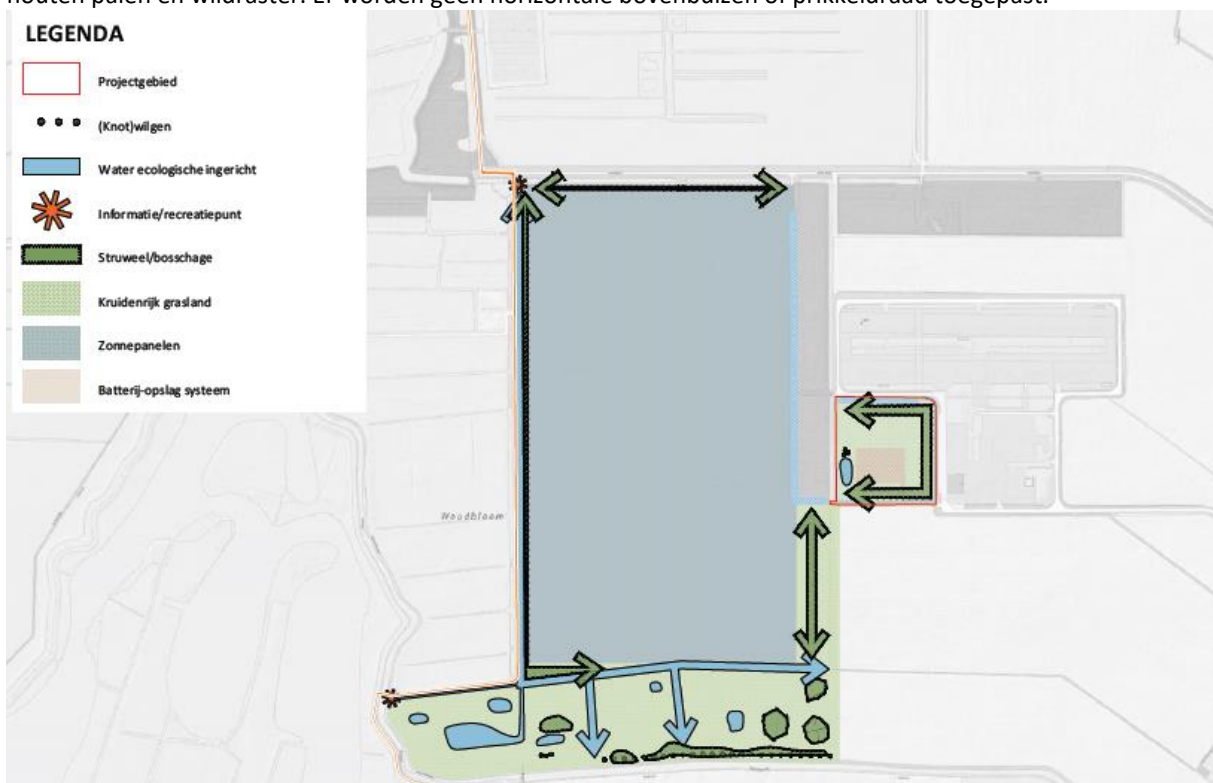 houten palen en wildraster. Er worden geen horizontale bovenbuizen of prikkeldraad toegepast.
LEGENDA
Projectgebied
(Knot)wilgen
Water ecologische ingericht
Informatie/recreatiepunt
Struweel/bosschage
Kruidenrijk grasland
Zonnepanelen
Batterij-opslag systeem
Woudbloem